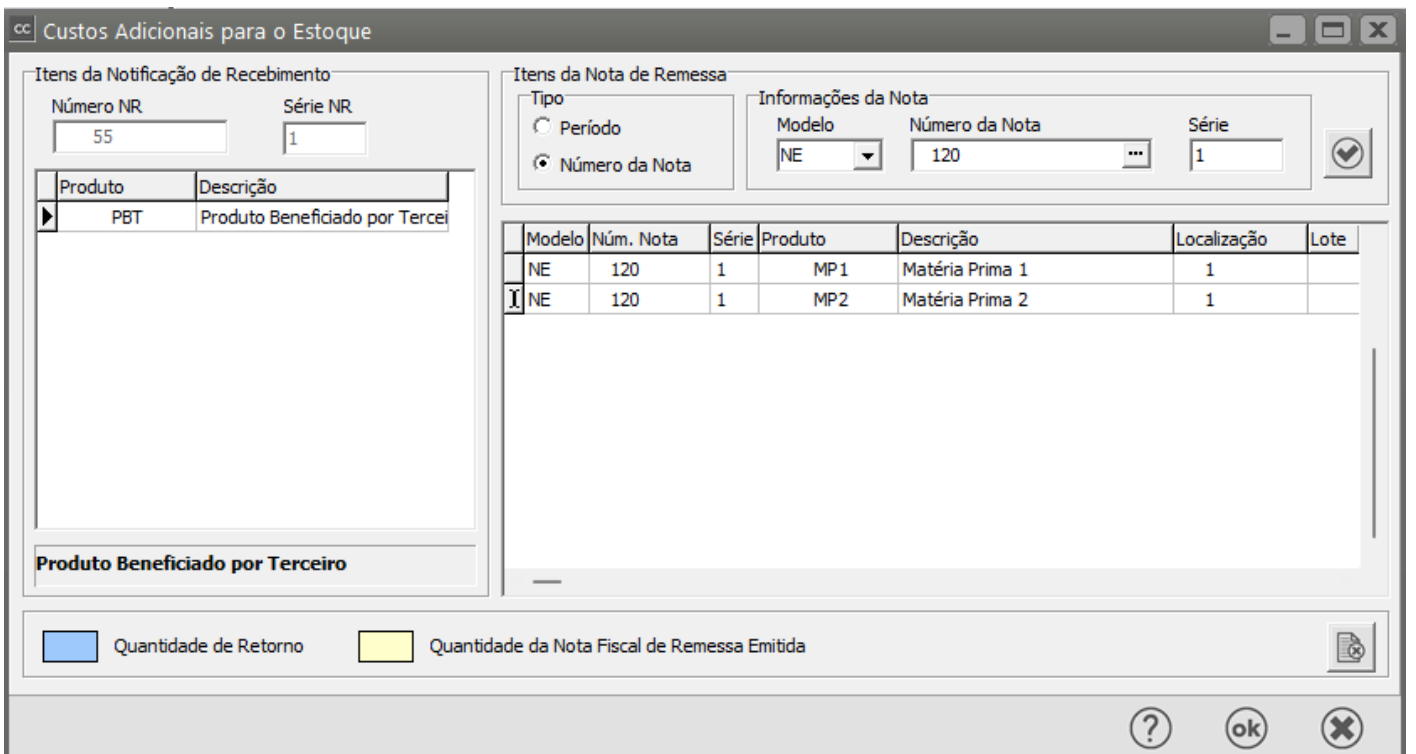 cc Custos Adicionais para o Estoque
Itens da Notificação de Recebimento
Número NR Série NR
55 1
Produto Descrição
PBT Produto Beneficiado por Tercei
Produto Beneficiado por Terceiro
Itens da Nota de Remessa
Tipo
Período
Número da Nota
Informações da Nota
Modelo Número da Nota Série
NE 120 ... 1
Modelo Núm. Nota Série Produto Descrição Localização Lote
NE 120 1 MP1 Matéria Prima 1 1
NE 120 1 MP2 Matéria Prima 2 1
Quantidade de Retorno Quantidade da Nota Fiscal de Remessa Emitida
? ok